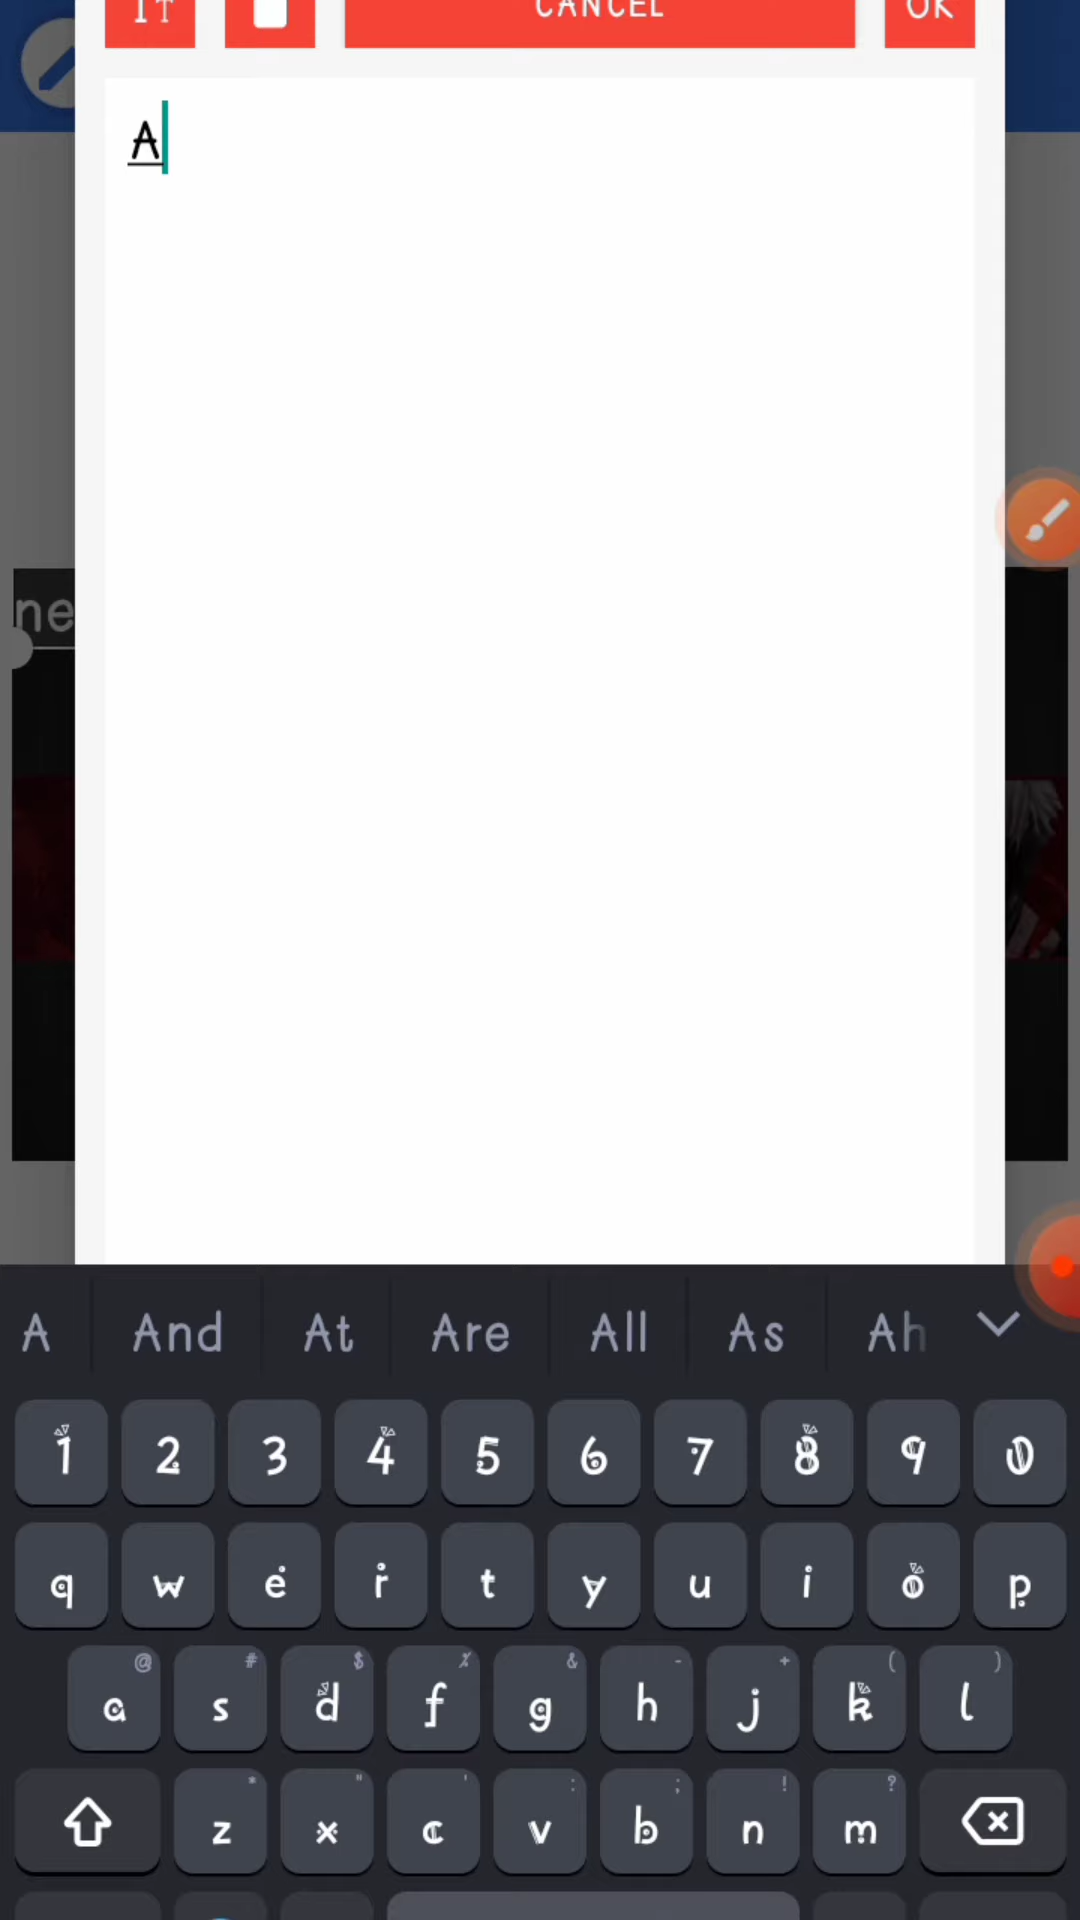 TT CANCEL OK
A
ne
A And At Are All As Ah
1 2 3 4 5 6 7 8 9 0
q w e r t y u i o p
@ # $ % & - + ( )
a s d f g h j k l
* " ' : ; ! ?
z x c v b n m